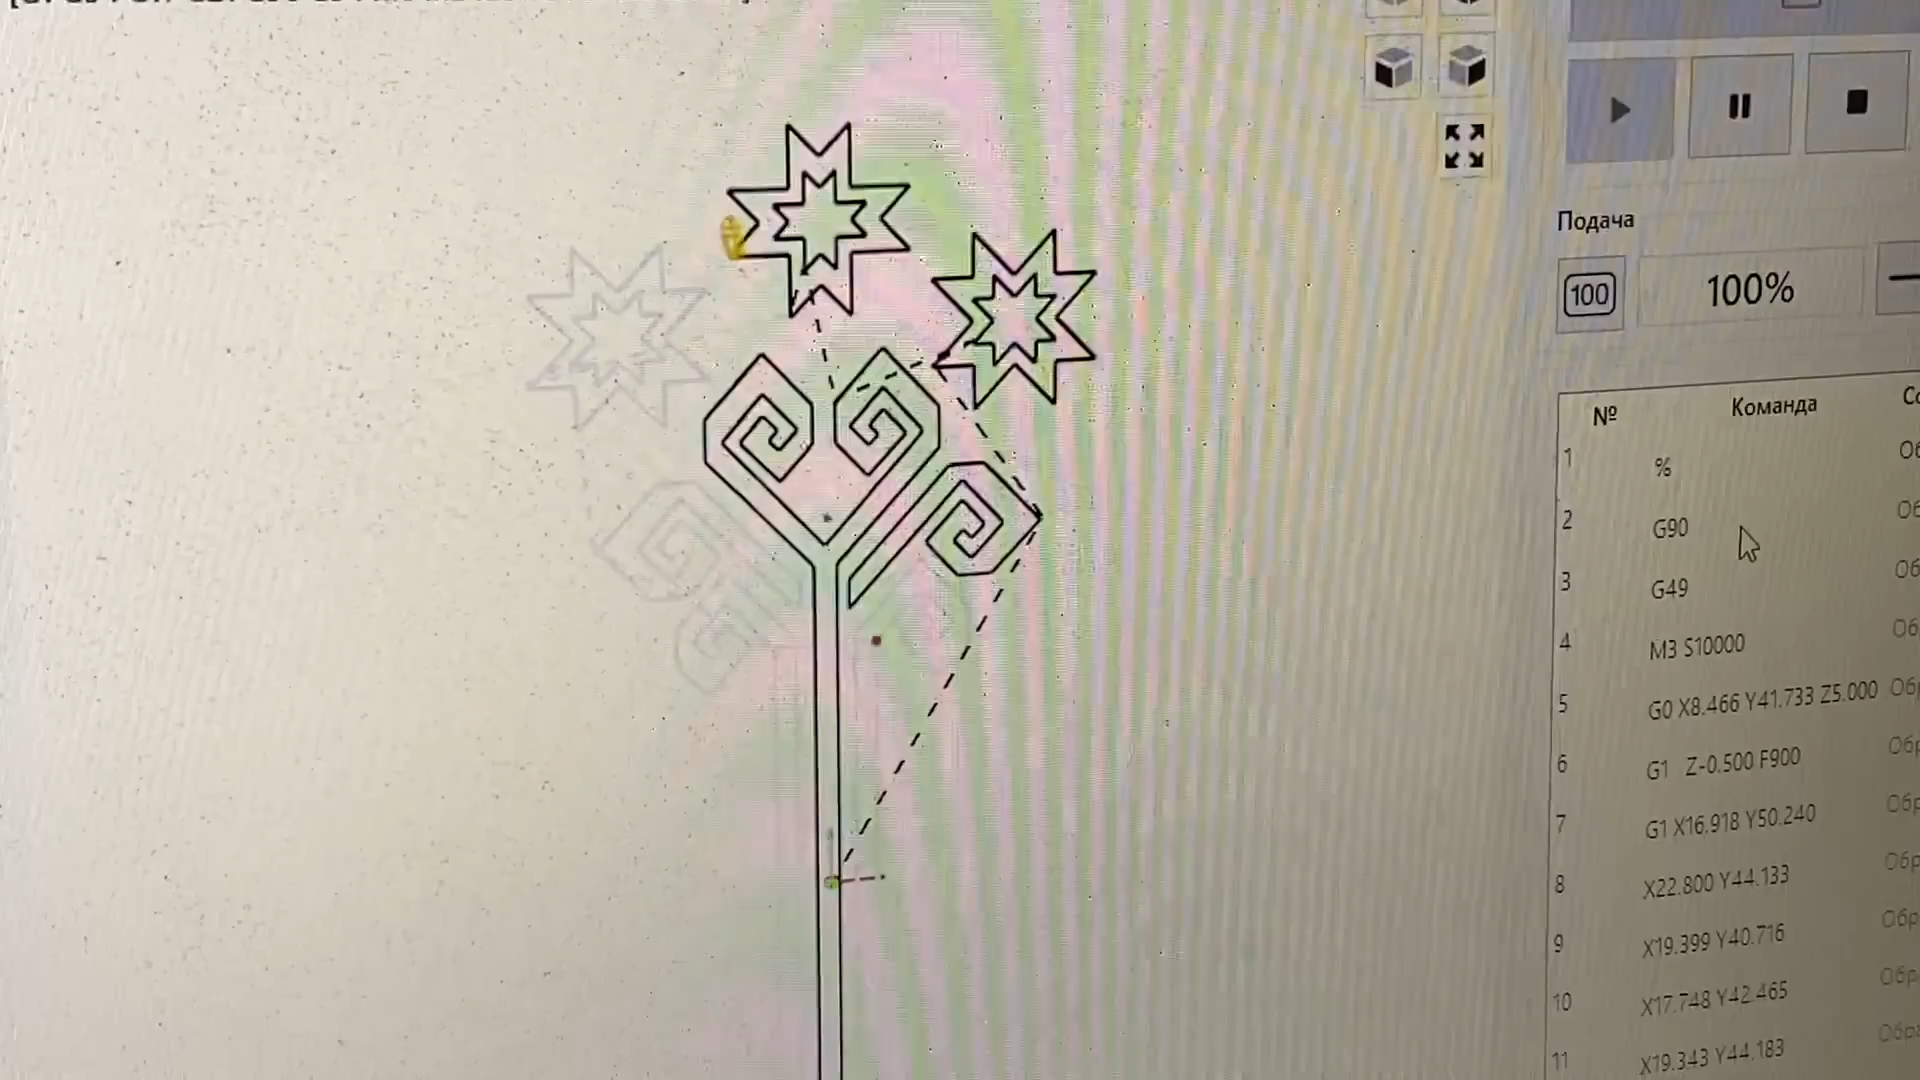 Подача
100
100%
№ Команда
1 %
2 G90
3 G49
4 M3 S10000
5 G0 X8.466 Y41.733 Z5.000
6 G1 Z-0.500 F900
7 G1 X16.918 Y50.240
8 X22.800 Y44.133
9 X19.399 Y40.716
10 X17.748 Y42.465
11 X19.343 Y44.183